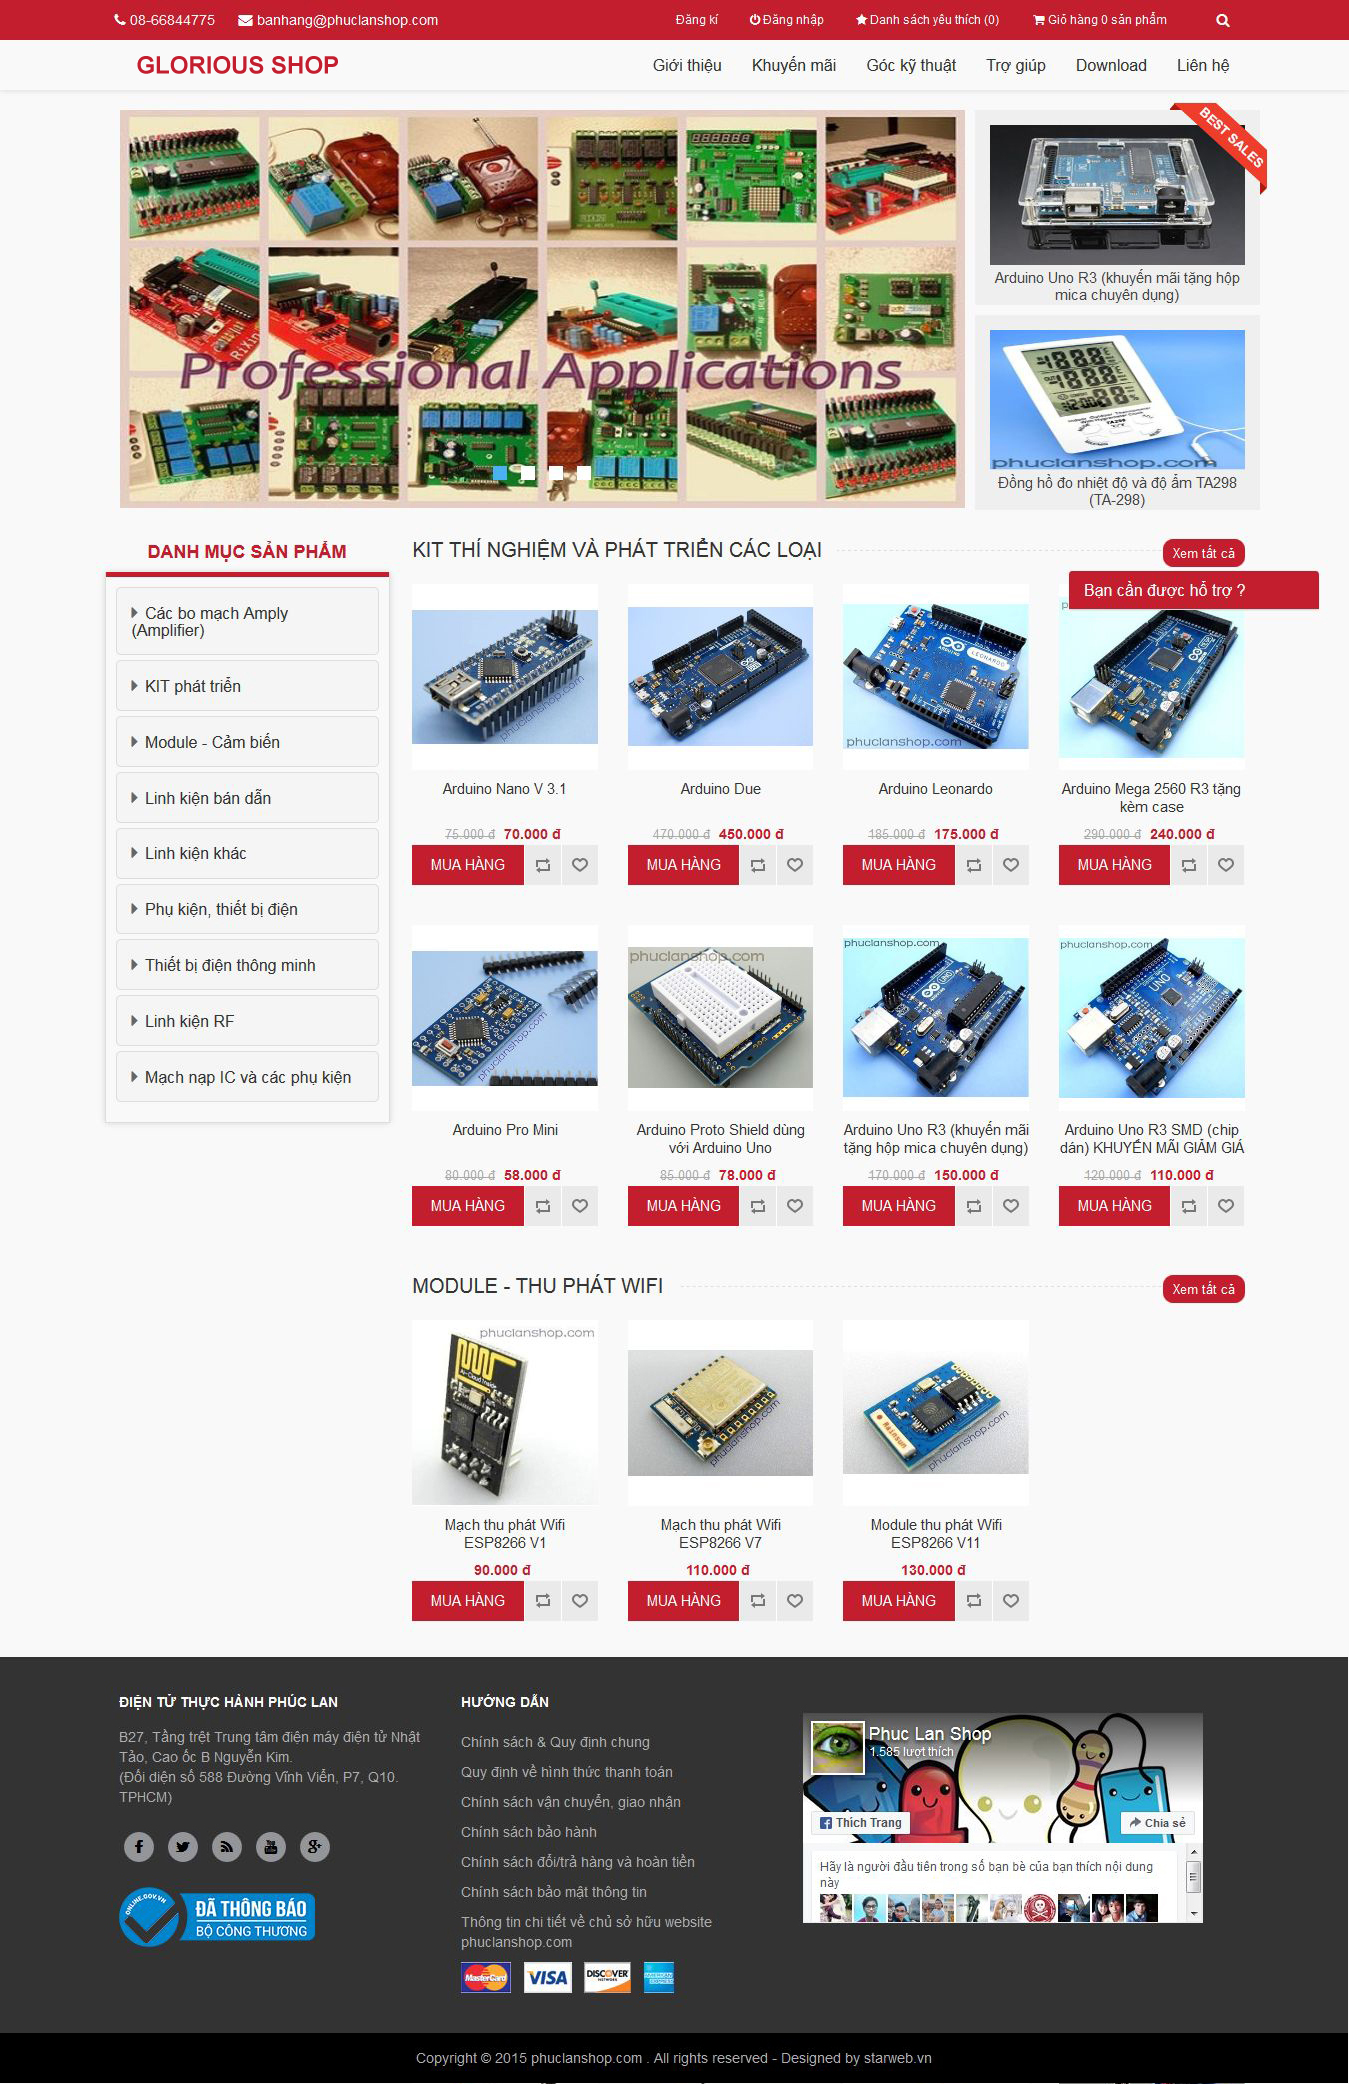 08-66844775 banhang@phuclanshop.com Đăng kí Đăng nhập Danh sách yêu thích (0) Giỏ hàng 0 sản phẩm
GLORIOUS SHOP Giới thiệu Khuyến mãi Góc kỹ thuật Trợ giúp Download Liên hệ
Professional Applications
BEST SALES
Arduino Uno R3 (khuyến mãi tặng hộp
mica chuyên dụng)
phuclanshop.com
Đồng hồ đo nhiệt độ và độ ẩm TA298
(TA-298)
DANH MỤC SẢN PHẨM
Các bo mạch Amply
(Amplifier)
KIT phát triển
Module - Cảm biến
Linh kiện bán dẫn
Linh kiện khác
Phụ kiện, thiết bị điện
Thiết bị điện thông minh
Linh kiện RF
Mạch nạp IC và các phụ kiện
KIT THÍ NGHIỆM VÀ PHÁT TRIỂN CÁC LOẠI Xem tất cả
Bạn cần được hỗ trợ ?
Arduino Nano V 3.1
75.000 đ 70.000 đ
MUA HÀNG
Arduino Due
470.000 đ 450.000 đ
MUA HÀNG
Arduino Leonardo
185.000 đ 175.000 đ
MUA HÀNG
Arduino Mega 2560 R3 tặng
kèm case
290.000 đ 240.000 đ
MUA HÀNG
Arduino Pro Mini
80.000 đ 58.000 đ
MUA HÀNG
Arduino Proto Shield dùng
với Arduino Uno
85.000 đ 78.000 đ
MUA HÀNG
Arduino Uno R3 (khuyến mãi
tặng hộp mica chuyên dụng)
170.000 đ 150.000 đ
MUA HÀNG
Arduino Uno R3 SMD (chip
dán) KHUYẾN MÃI GIẢM GIÁ
120.000 đ 110.000 đ
MUA HÀNG
MODULE - THU PHÁT WIFI Xem tất cả
phuclanshop.com
Mạch thu phát Wifi
ESP8266 V1
90.000 đ
MUA HÀNG
Mạch thu phát Wifi
ESP8266 V7
110.000 đ
MUA HÀNG
Module thu phát Wifi
ESP8266 V11
130.000 đ
MUA HÀNG
ĐIỆN TỬ THỰC HÀNH PHÚC LAN
B27, Tầng trệt Trung tâm điện máy điện tử Nhật
Tảo, Cao ốc B Nguyễn Kim.
(Đối diện số 588 Đường Vĩnh Viễn, P7, Q10.
TPHCM)
ONLINE.GOV.VN
ĐÃ THÔNG BÁO
BỘ CÔNG THƯƠNG
HƯỚNG DẪN
Chính sách & Quy định chung
Quy định về hình thức thanh toán
Chính sách vận chuyển, giao nhận
Chính sách bảo hành
Chính sách đổi/trả hàng và hoàn tiền
Chính sách bảo mật thông tin
Thông tin chi tiết về chủ sở hữu website
phuclanshop.com
MasterCard VISA DISCOVER
Phuc Lan Shop
1.585 lượt thích
Thích Trang Chia sẻ
Hãy là người đầu tiên trong số bạn bè của bạn thích nội dung
này
Copyright © 2015 phuclanshop.com . All rights reserved - Designed by starweb.vn